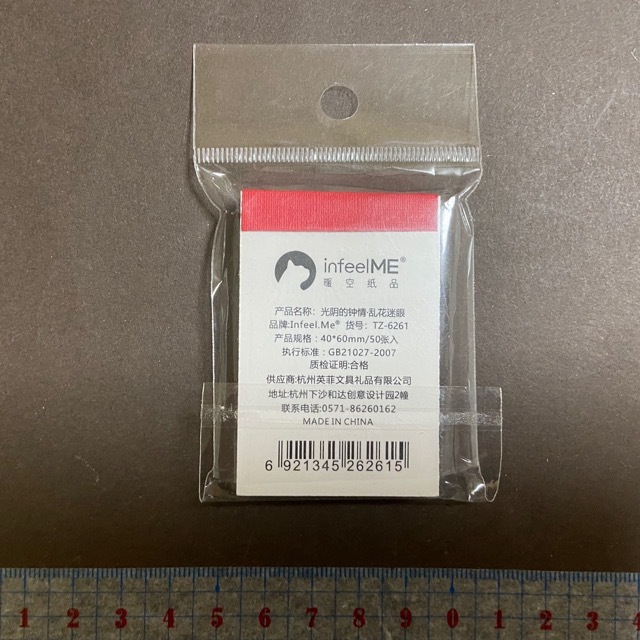 infeelME®
暖空纸品
产品名称：光阴的钟情·乱花迷眼
品牌:Infeel.Me® 货号：TZ-6261
产品规格：40*60mm/50张入
执行标准：GB21027-2007
质检证明:合格
供应商:杭州英菲文具礼品有限公司
地址:杭州下沙和达创意设计园2幢
联系电话:0571-86260162
MADE IN CHINA
6 921345 262615
1 2 3 4 5 6 7 8 9 0 1 2